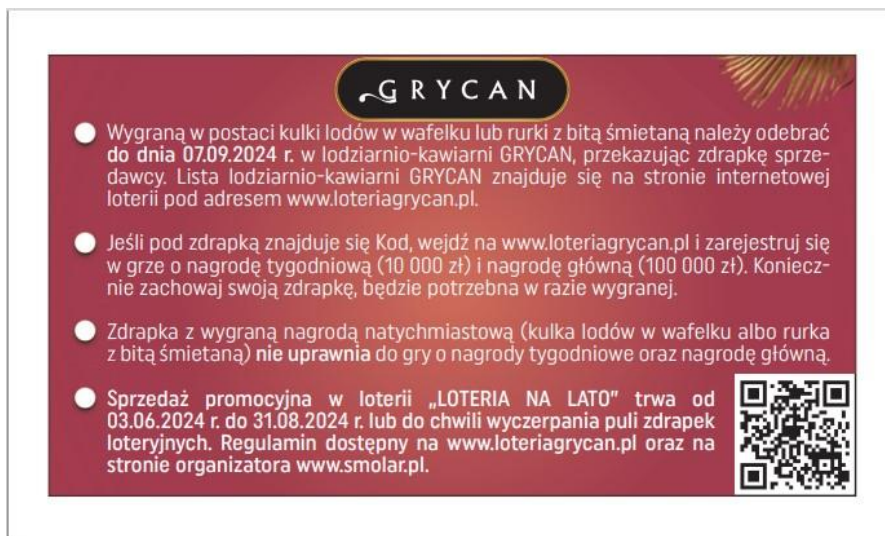 GRYCAN
Wygraną w postaci kulki lodów w wafelku lub rurki z bitą śmietaną należy odebrać
do dnia 07.09.2024 r. w lodziarnio-kawiarni GRYCAN, przekazując zdrapkę sprze-
dawcy. Lista lodziarnio-kawiarni GRYCAN znajduje się na stronie internetowej
loterii pod adresem www.loteriagrycan.pl.
Jeśli pod zdrapką znajduje się Kod, wejdź na www.loteriagrycan.pl i zarejestruj się
w grze o nagrodę tygodniową (10 000 zł) i nagrodę główną (100 000 zł). Koniecz-
nie zachowaj swoją zdrapkę, będzie potrzebna w razie wygranej.
Zdrapka z wygraną nagrodą natychmiastową (kulka lodów w wafelku albo rurka
z bitą śmietaną) nie uprawnia do gry o nagrody tygodniowe oraz nagrodę główną.
Sprzedaż promocyjna w loterii „LOTERIA NA LATO” trwa od
03.06.2024 r. do 31.08.2024 r. lub do chwili wyczerpania puli zdrapek
loteryjnych. Regulamin dostępny na www.loteriagrycan.pl oraz na
stronie organizatora www.smolar.pl.